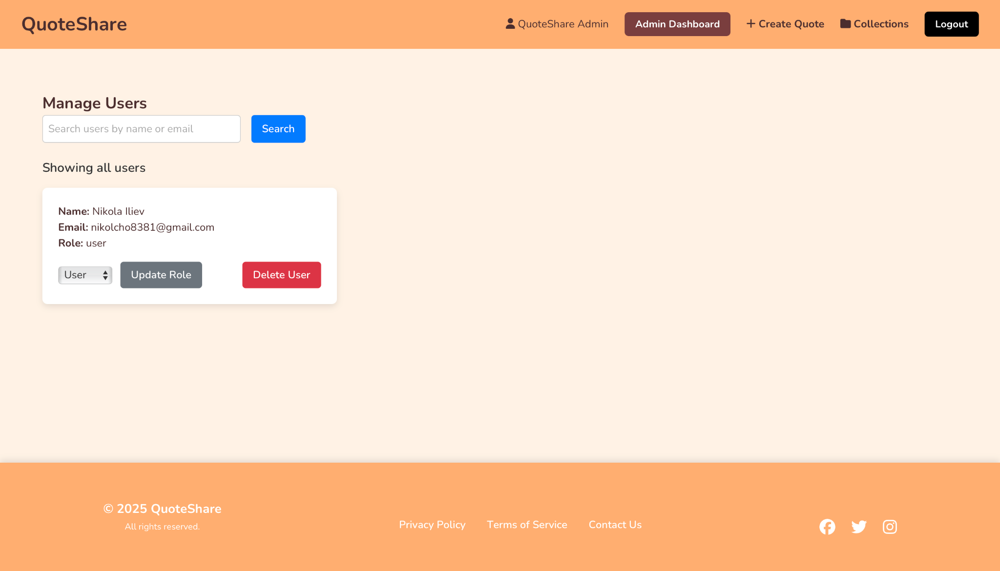 QuoteShare
QuoteShare Admin
Admin Dashboard
Create Quote
Collections
Logout
Manage Users
Search users by name or email
Search
Showing all users
Name: Nikola Iliev
Email: nikolcho8381@gmail.com
Role: user
User
Update Role
Delete User
© 2025 QuoteShare
All rights reserved.
Privacy Policy
Terms of Service
Contact Us